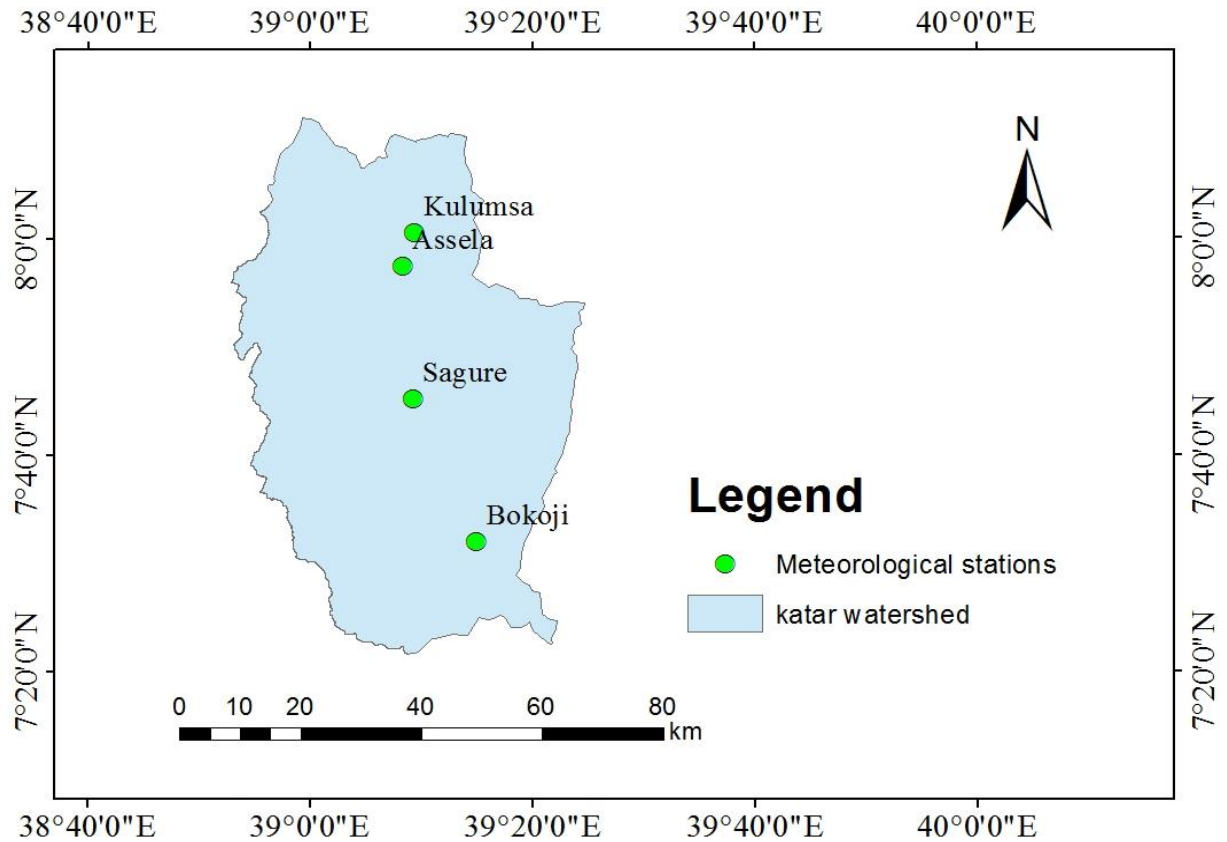 38°40'0"E 39°0'0"E 39°20'0"E 39°40'0"E 40°0'0"E
N
8°0'0"N
8°0'0"N
Kulumsa
Assela
Sagure
7°40'0"N
7°40'0"N
Legend
Bokoji
Meteorological stations
katar watershed
7°20'0"N
7°20'0"N
0 10 20 40 60 80
km
38°40'0"E 39°0'0"E 39°20'0"E 39°40'0"E 40°0'0"E